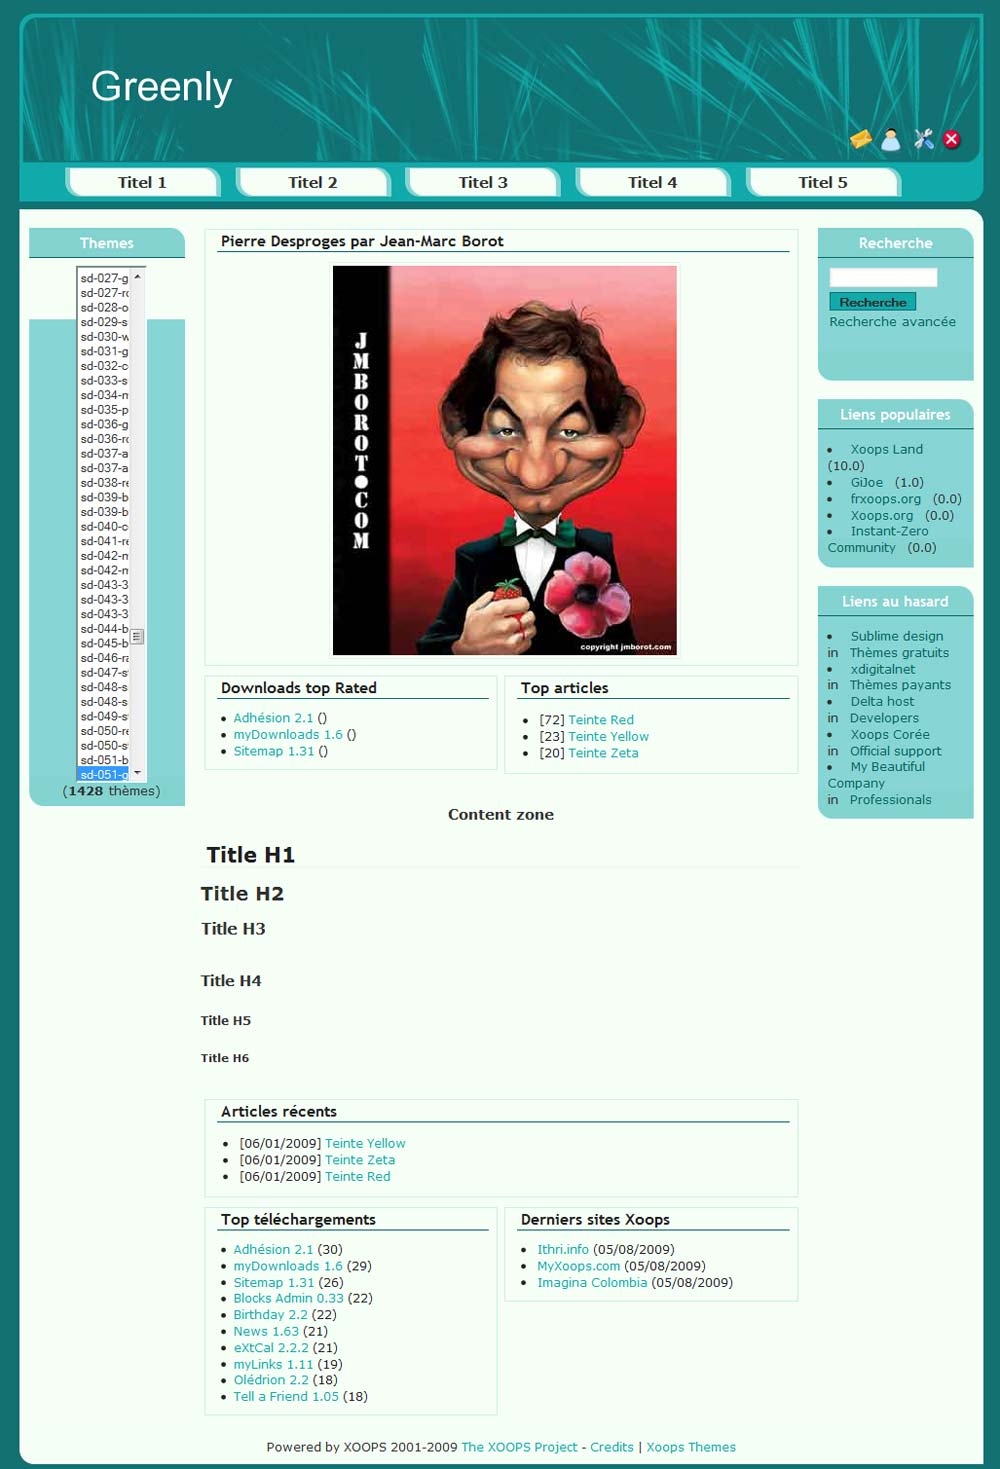 Greenly
Titel 1
Titel 2
Titel 3
Titel 4
Titel 5
Themes
sd-027-g
sd-027-r
sd-028-o
sd-029-s
sd-030-w
sd-031-g
sd-032-c
sd-033-s
sd-034-m
sd-035-p
sd-036-g
sd-036-r
sd-037-a
sd-037-a
sd-038-re
sd-039-b
sd-039-b
sd-040-c
sd-041-re
sd-042-m
sd-042-m
sd-043-3
sd-043-3
sd-043-3
sd-044-b
sd-045-b
sd-046-ra
sd-047-s
sd-048-s
sd-048-s
sd-049-s
sd-050-re
sd-050-s
sd-051-b
sd-051-g
(1428 thèmes)
Pierre Desproges par Jean-Marc Borot
JMBOROT•COM
copyright jmborot.com
Downloads top Rated
Adhésion 2.1 ()
myDownloads 1.6 ()
Sitemap 1.31 ()
Top articles
[72] Teinte Red
[23] Teinte Yellow
[20] Teinte Zeta
Content zone
Title H1
Title H2
Title H3
Title H4
Title H5
Title H6
Articles récents
[06/01/2009] Teinte Yellow
[06/01/2009] Teinte Zeta
[06/01/2009] Teinte Red
Top téléchargements
Adhésion 2.1 (30)
myDownloads 1.6 (29)
Sitemap 1.31 (26)
Blocks Admin 0.33 (22)
Birthday 2.2 (22)
News 1.63 (21)
eXtCal 2.2.2 (21)
myLinks 1.11 (19)
Olédrion 2.2 (18)
Tell a Friend 1.05 (18)
Derniers sites Xoops
Ithri.info (05/08/2009)
MyXoops.com (05/08/2009)
Imagina Colombia (05/08/2009)
Recherche
Recherche
Recherche avancée
Liens populaires
Xoops Land
(10.0)
GiJoe (1.0)
frxoops.org (0.0)
Xoops.org (0.0)
Instant-Zero
Community (0.0)
Liens au hasard
Sublime design
in Thèmes gratuits
xdigitalnet
in Thèmes payants
Delta host
in Developers
Xoops Corée
in Official support
My Beautiful
Company
in Professionals
Powered by XOOPS 2001-2009 The XOOPS Project - Credits | Xoops Themes